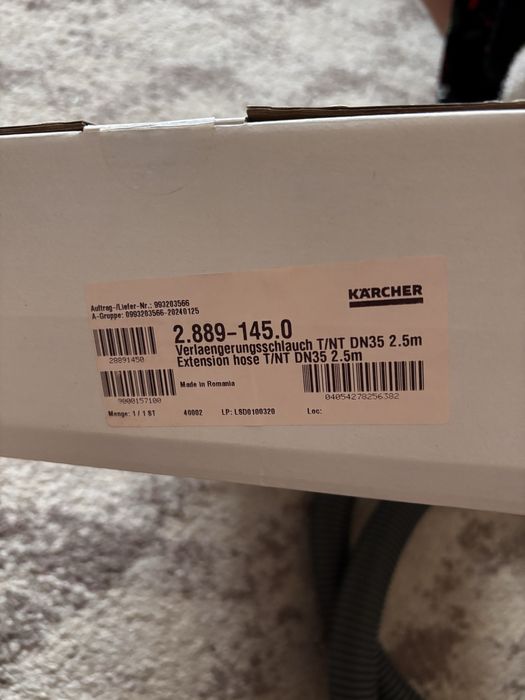 KÄRCHER
Auftrag-/Liefer-Nr.: 993203566
A-Gruppe: 0993203566-20240125
2.889-145.0
Verlaengerungsschlauch T/NT DN35 2.5m
Extension hose T/NT DN35 2.5m
28891450
Made in Romania
9000157100
04054278256382
Menge: 1 / 1 ST 40002 LP: LSD0100320 Loc: